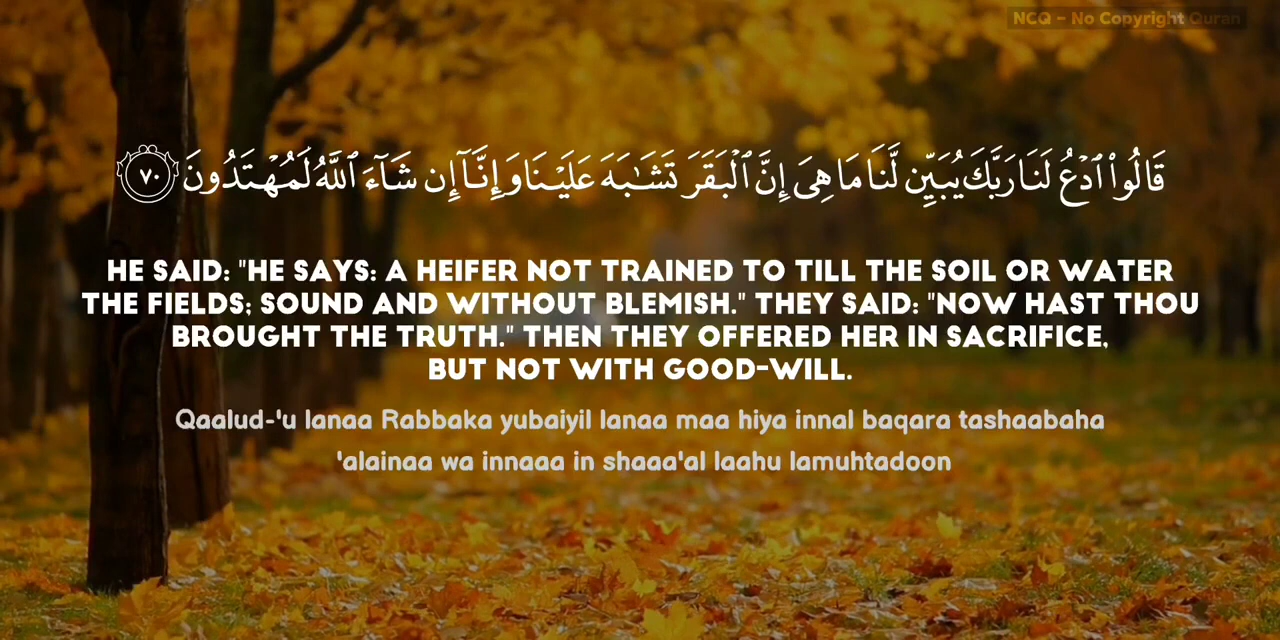 NCQ - No Copyright Quran
قَالُوا۟ ٱدْعُ لَنَا رَبَّكَ يُبَيِّن لَّنَا مَا هِىَ إِنَّ ٱلْبَقَرَ تَشَـٰبَهَ عَلَيْنَا وَإِنَّآ إِن شَآءَ ٱللَّهُ لَمُهْتَدُونَ ٧٠
HE SAID: "HE SAYS: A HEIFER NOT TRAINED TO TILL THE SOIL OR WATER
THE FIELDS; SOUND AND WITHOUT BLEMISH." THEY SAID: "NOW HAST THOU
BROUGHT THE TRUTH." THEN THEY OFFERED HER IN SACRIFICE,
BUT NOT WITH GOOD-WILL.
Qaalud-'u lanaa Rabbaka yubaiyil lanaa maa hiya innal baqara tashaabaha
'alainaa wa innaaa in shaaa'al laahu lamuhtadoon